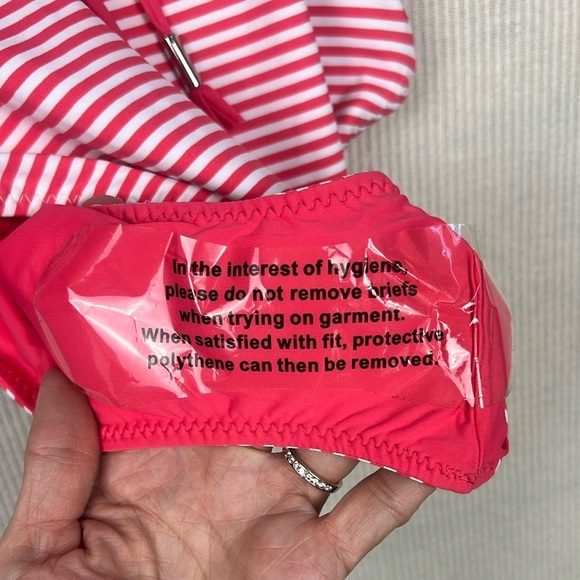 In the interest of hygiene,
please do not remove briefs
when trying on garment.
When satisfied with fit, protective
polythene can then be removed.